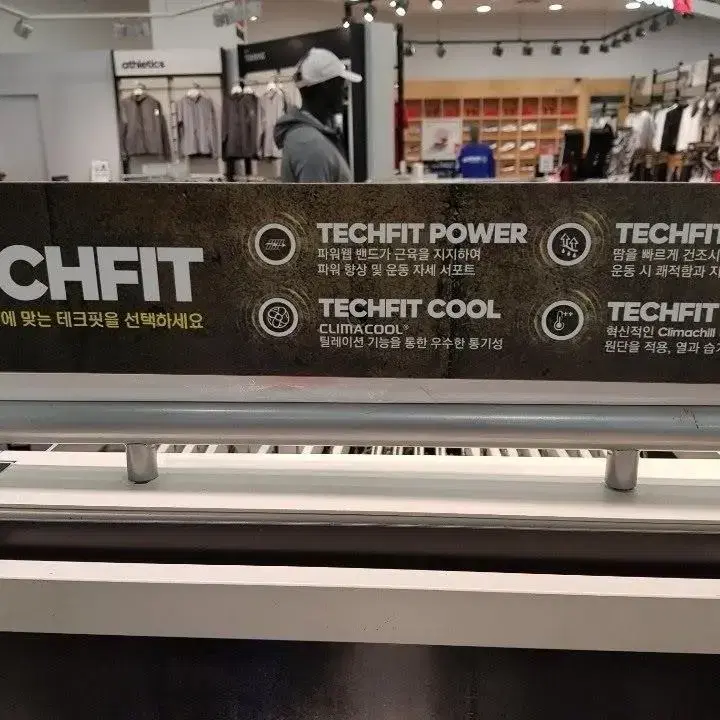 athletics
CHFIT
에 맞는 테크핏을 선택하세요
TECHFIT POWER
파워웹 밴드가 근육을 지지하여
파워 향상 및 운동 자세 서포트
TECHFIT COOL
CLIMACOOL®
틸레이션 기능을 통한 우수한 통기성
TECHFIT
땀을 빠르게 건조시
운동 시 쾌적함과 지
TECHFIT
혁신적인 Climachill
원단을 적용, 열과 습기